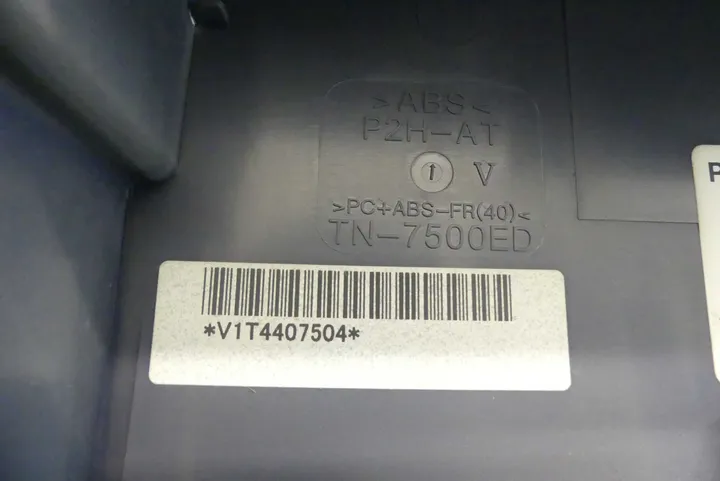 >ABS<
P2H-AT
V
>PC+ABS-FR(40)<
TN-7500ED
*V1T4407504*
P